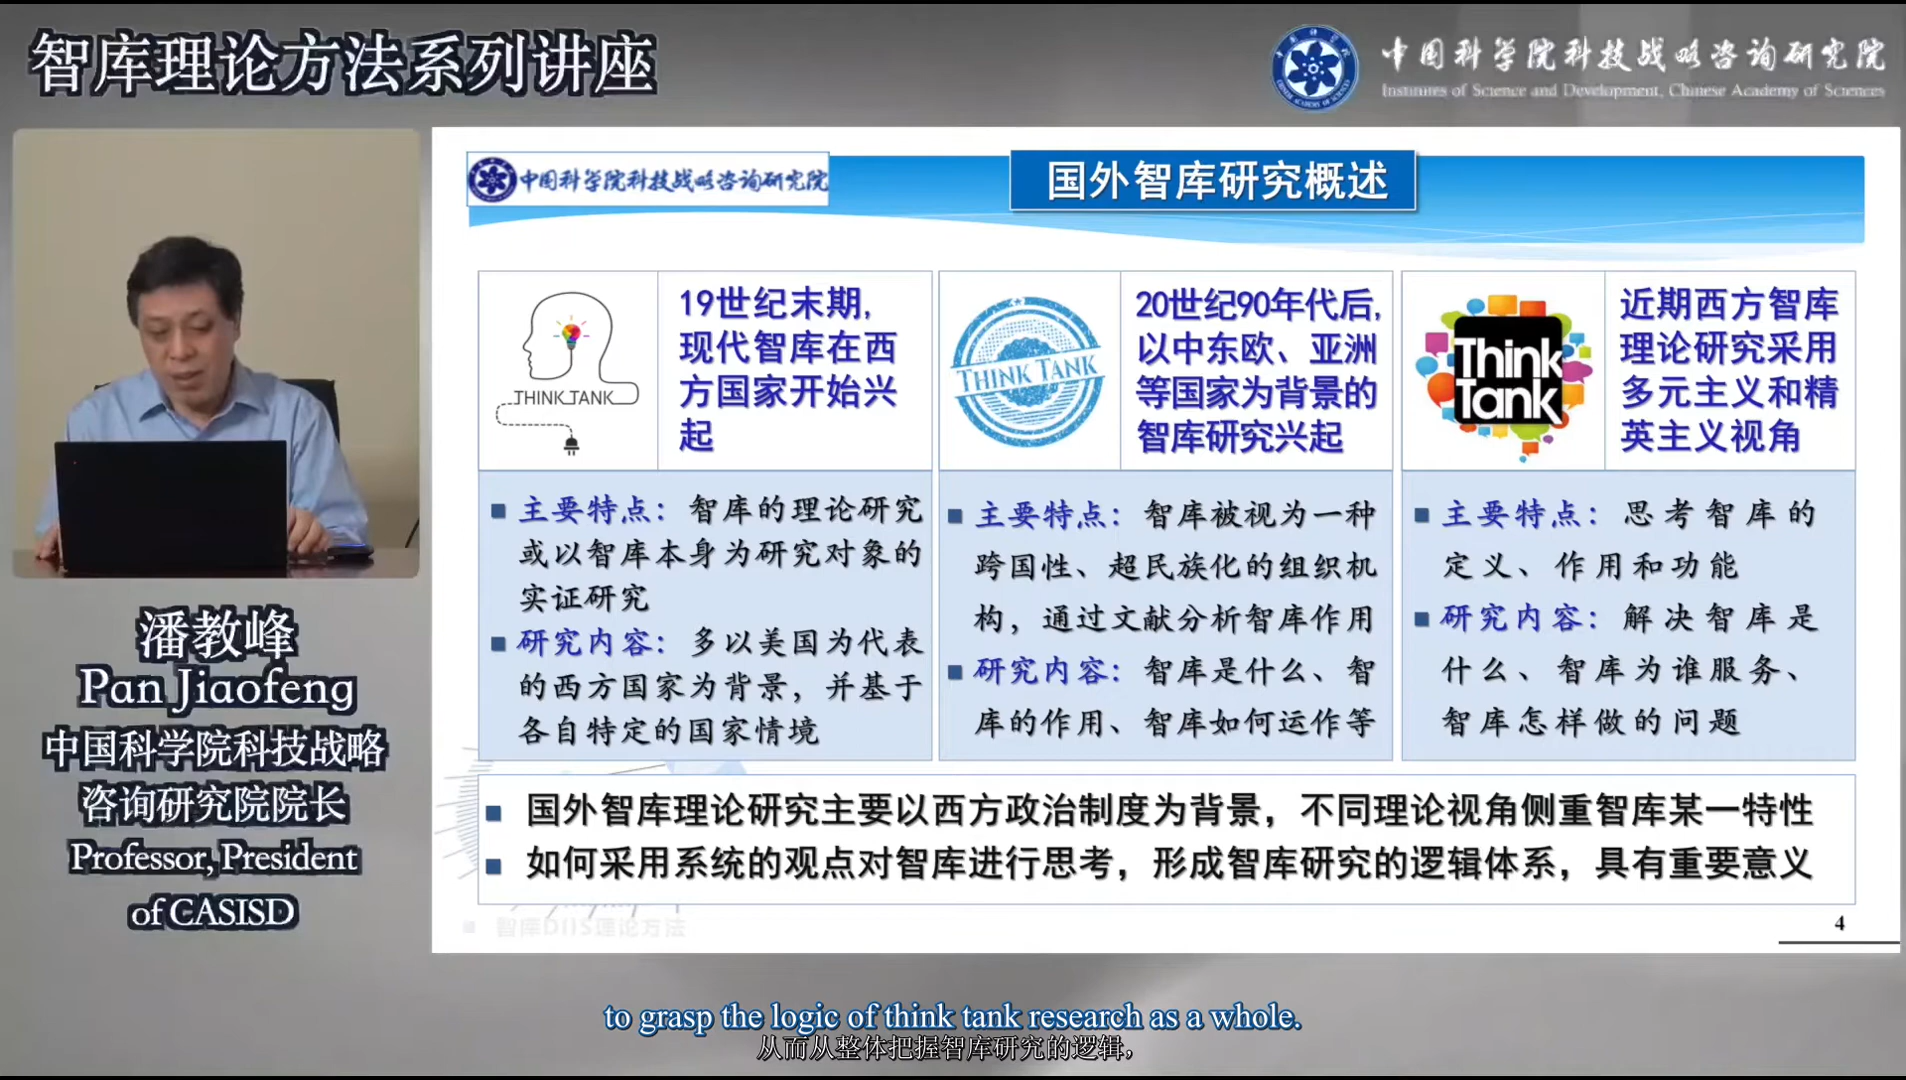 智库理论方法系列讲座
中国科学院科技战略咨询研究院
Institutes of Science and Development, Chinese Academy of Sciences
中国科学院科技战略咨询研究院
国外智库研究概述
THINK TANK
19世纪末期，
现代智库在西
方国家开始兴
起
THINK TANK
20世纪90年代后，
以中东欧、亚洲
等国家为背景的
智库研究兴起
Think
Tank
近期西方智库
理论研究采用
多元主义和精
英主义视角
主要特点：智库的理论研究
或以智库本身为研究对象的
实证研究
研究内容：多以美国为代表
的西方国家为背景，并基于
各自特定的国家情境
主要特点：智库被视为一种
跨国性、超民族化的组织机
构，通过文献分析智库作用
研究内容：智库是什么、智
库的作用、智库如何运作等
主要特点：思考智库的
定义、作用和功能
研究内容：解决智库是
什么、智库为谁服务、
智库怎样做的问题
国外智库理论研究主要以西方政治制度为背景，不同理论视角侧重智库某一特性
如何采用系统的观点对智库进行思考，形成智库研究的逻辑体系，具有重要意义
智库DIIS理论方法
4
潘教峰
Pan Jiaofeng
中国科学院科技战略
咨询研究院院长
Professor, President
of CASISD
to grasp the logic of think tank research as a whole.
从而从整体把握智库研究的逻辑，